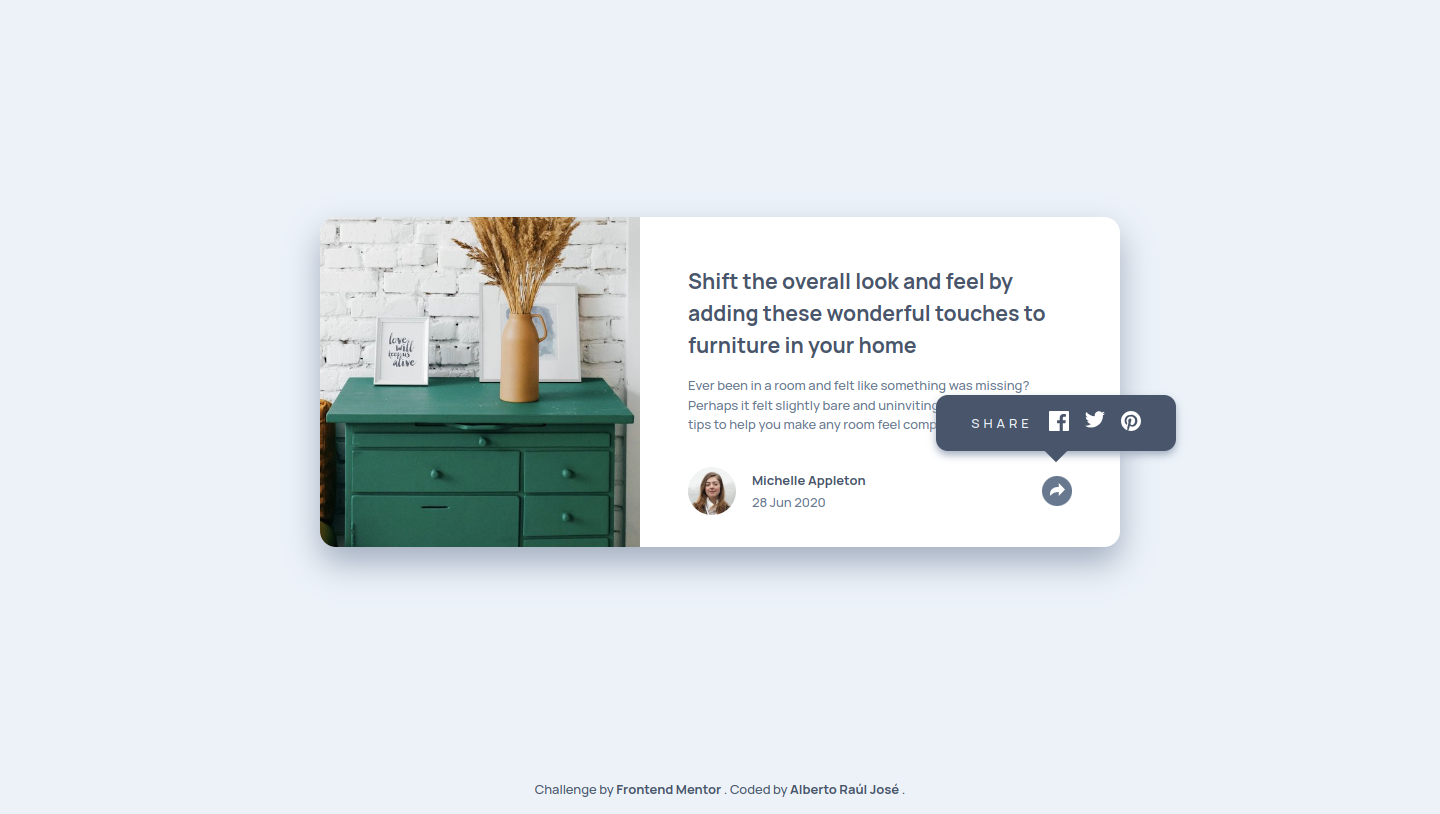 Shift the overall look and feel by
adding these wonderful touches to
furniture in your home
Ever been in a room and felt like something was missing?
Perhaps it felt slightly bare and uninviting
tips to help you make any room feel comp
SHARE
Michelle Appleton
28 Jun 2020
love
will
keep us
alive
Challenge by Frontend Mentor . Coded by Alberto Raúl José .